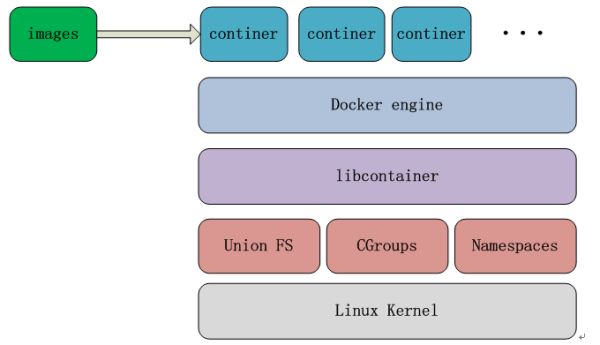 images continer continer continer ...
Docker engine
libcontainer
Union FS CGroups Namespaces
Linux Kernel